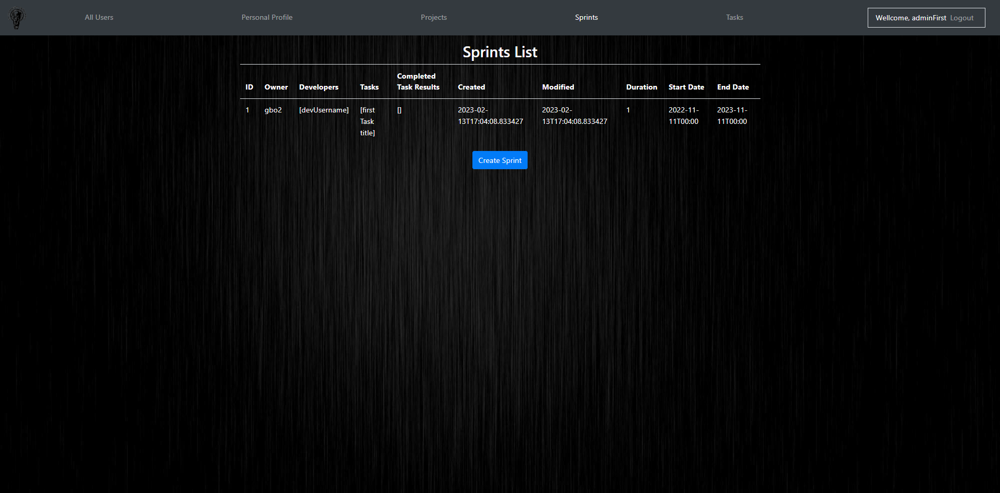 All Users Personal Profile Projects Sprints Tasks Wellcome, adminFirst Logout
Sprints List
ID Owner Developers Tasks Completed Task Results Created Modified Duration Start Date End Date
1 gbo2 [devUsername] [first Task title] [] 2023-02-13T17:04:08.833427 2023-02-13T17:04:08.833427 1 2022-11-11T00:00 2023-11-11T00:00
Create Sprint